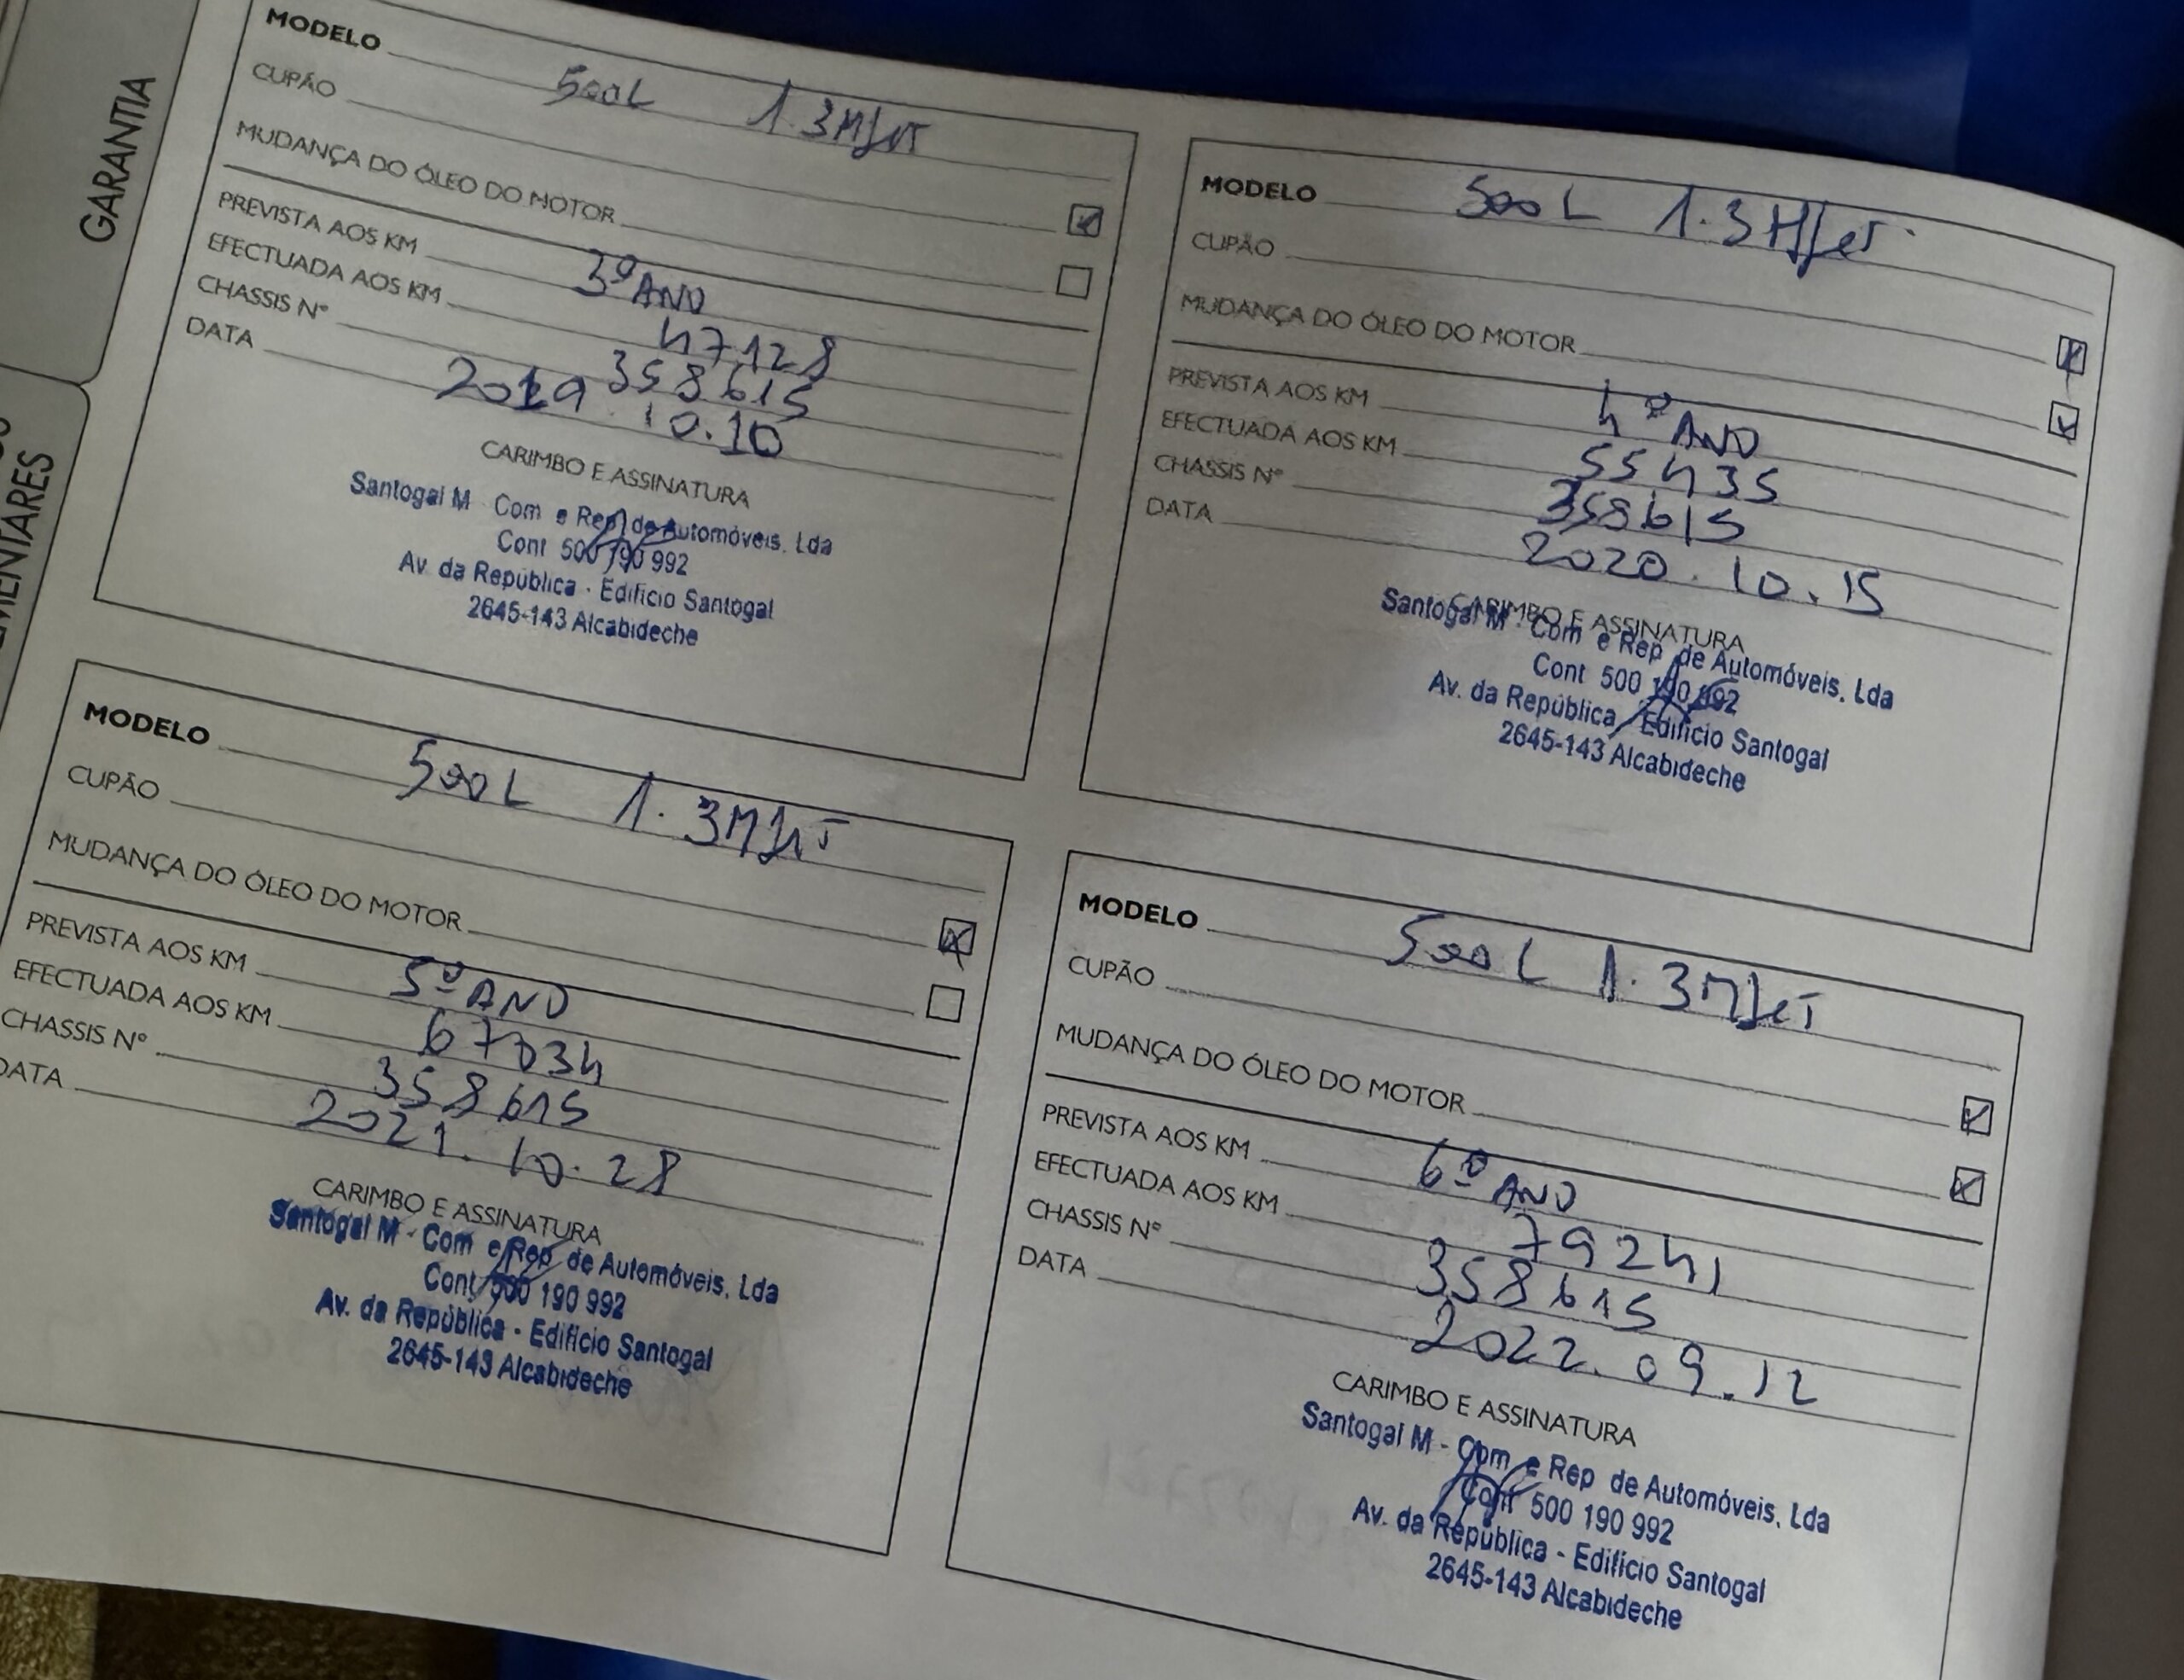 GARANTIA
MENTARES
MODELO 500L 1.3 MJet
CUPÃO
MUDANÇA DO ÓLEO DO MOTOR
PREVISTA AOS KM 3º ANO
EFECTUADA AOS KM 47128
CHASSIS Nº 358615
DATA 2019.10.10
CARIMBO E ASSINATURA
Santogal M - Com e Rep de Automóveis, Lda
Cont 500 190 992
Av. da República - Edifício Santogal
2645-143 Alcabideche
MODELO 500L 1.3 MJet
CUPÃO
MUDANÇA DO ÓLEO DO MOTOR
PREVISTA AOS KM 4º ANO
EFECTUADA AOS KM 55435
CHASSIS Nº 358615
DATA 2020.10.15
CARIMBO E ASSINATURA
Santogal M - Com e Rep de Automóveis, Lda
Cont 500 190 992
Av. da República - Edifício Santogal
2645-143 Alcabideche
MODELO 500L 1.3 MJet
CUPÃO
MUDANÇA DO ÓLEO DO MOTOR
PREVISTA AOS KM 5º ANO
EFECTUADA AOS KM 67034
CHASSIS Nº 358615
DATA 2021.10.28
CARIMBO E ASSINATURA
Santogal M - Com e Rep de Automóveis, Lda
Cont 500 190 992
Av. da República - Edifício Santogal
2645-143 Alcabideche
MODELO 500L 1.3 MJet
CUPÃO
MUDANÇA DO ÓLEO DO MOTOR
PREVISTA AOS KM 6º ANO
EFECTUADA AOS KM 79241
CHASSIS Nº 358615
DATA 2022.09.12
CARIMBO E ASSINATURA
Santogal M - Com e Rep de Automóveis, Lda
Cont 500 190 992
Av. da República - Edifício Santogal
2645-143 Alcabideche